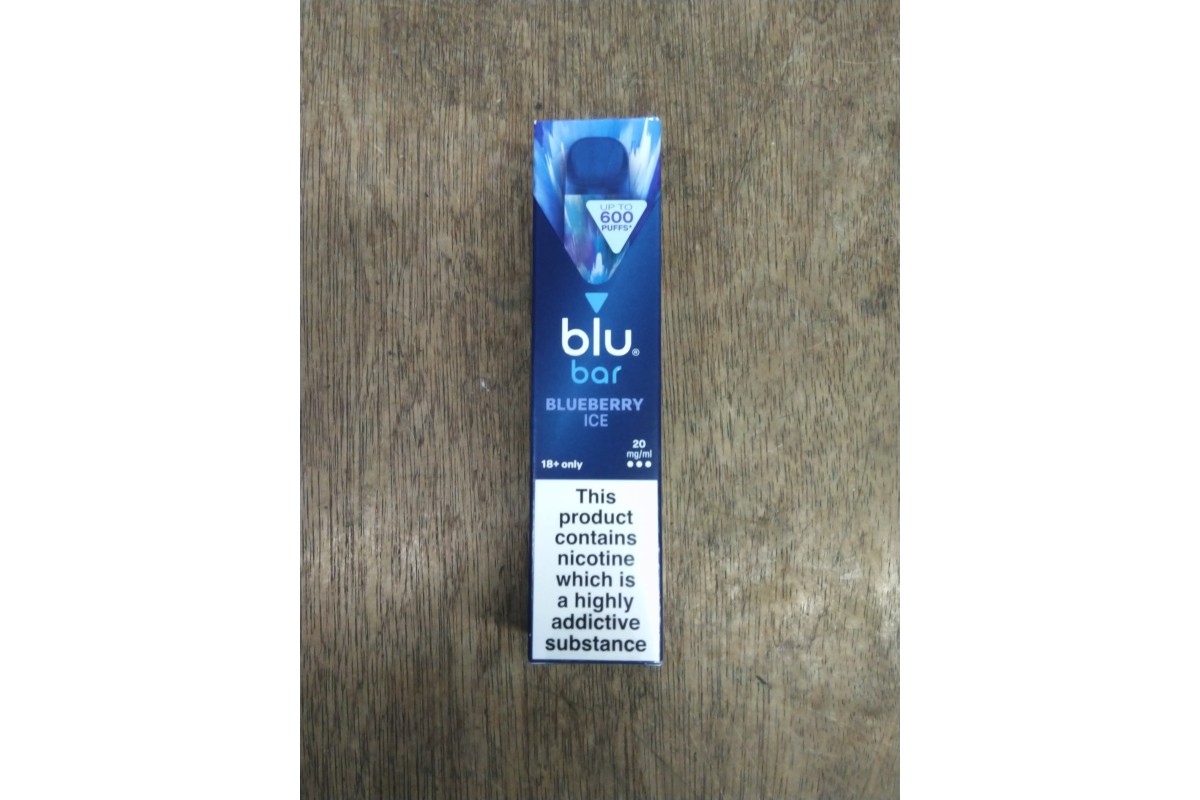 UP TO
600
PUFFS*
blu®
bar
BLUEBERRY
ICE
20
mg/ml
18+ only
This
product
contains
nicotine
which is
a highly
addictive
substance